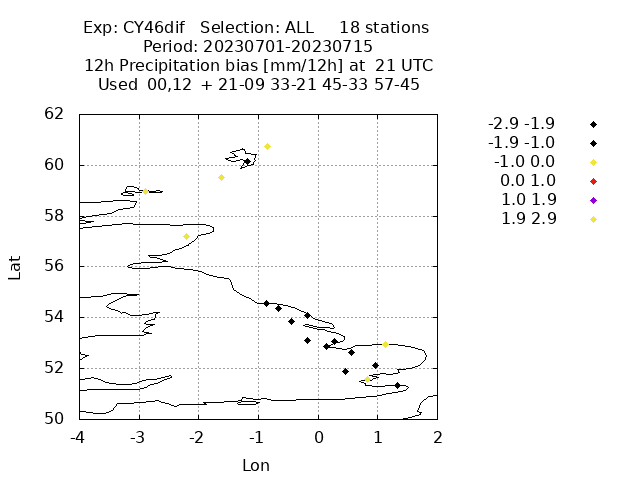 Exp: CY46dif   Selection: ALL     18 stations
Period: 20230701-20230715
12h Precipitation bias [mm/12h] at  21 UTC
Used  00,12  + 21-09 33-21 45-33 57-45
-2.9 -1.9
-1.9 -1.0
-1.0 0.0
0.0 1.0
1.0 1.9
1.9 2.9
62
60
58
56
54
52
50
Lat
-4 -3 -2 -1 0 1 2
Lon